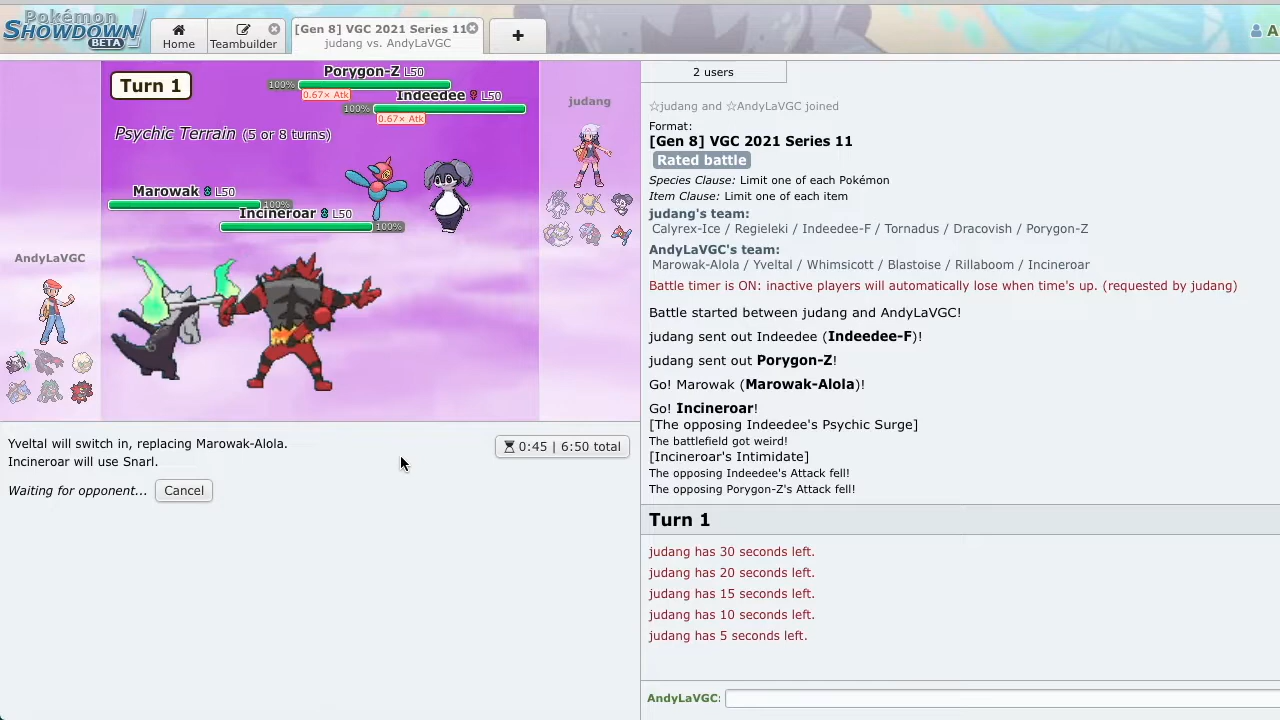 Pokémon
SHOWDOWN!
BETA
Home
Teambuilder
[Gen 8] VGC 2021 Series 11
judang vs. AndyLaVGC
+
A
Turn 1
Porygon-Z L50
100%
0.67× Atk
Indeedee L50
100%
0.67× Atk
Psychic Terrain (5 or 8 turns)
Marowak L50
100%
Incineroar L50
100%
judang
AndyLaVGC
Yveltal will switch in, replacing Marowak-Alola.
Incineroar will use Snarl.
Waiting for opponent...
Cancel
0:45 | 6:50 total
2 users
☆judang and ☆AndyLaVGC joined
Format:
[Gen 8] VGC 2021 Series 11
Rated battle
Species Clause: Limit one of each Pokémon
Item Clause: Limit one of each item
judang's team:
Calyrex-Ice / Regieleki / Indeedee-F / Tornadus / Dracovish / Porygon-Z
AndyLaVGC's team:
Marowak-Alola / Yveltal / Whimsicott / Blastoise / Rillaboom / Incineroar
Battle timer is ON: inactive players will automatically lose when time's up. (requested by judang)
Battle started between judang and AndyLaVGC!
judang sent out Indeedee (Indeedee-F)!
judang sent out Porygon-Z!
Go! Marowak (Marowak-Alola)!
Go! Incineroar!
[The opposing Indeedee's Psychic Surge]
The battlefield got weird!
[Incineroar's Intimidate]
The opposing Indeedee's Attack fell!
The opposing Porygon-Z's Attack fell!
Turn 1
judang has 30 seconds left.
judang has 20 seconds left.
judang has 15 seconds left.
judang has 10 seconds left.
judang has 5 seconds left.
AndyLaVGC: